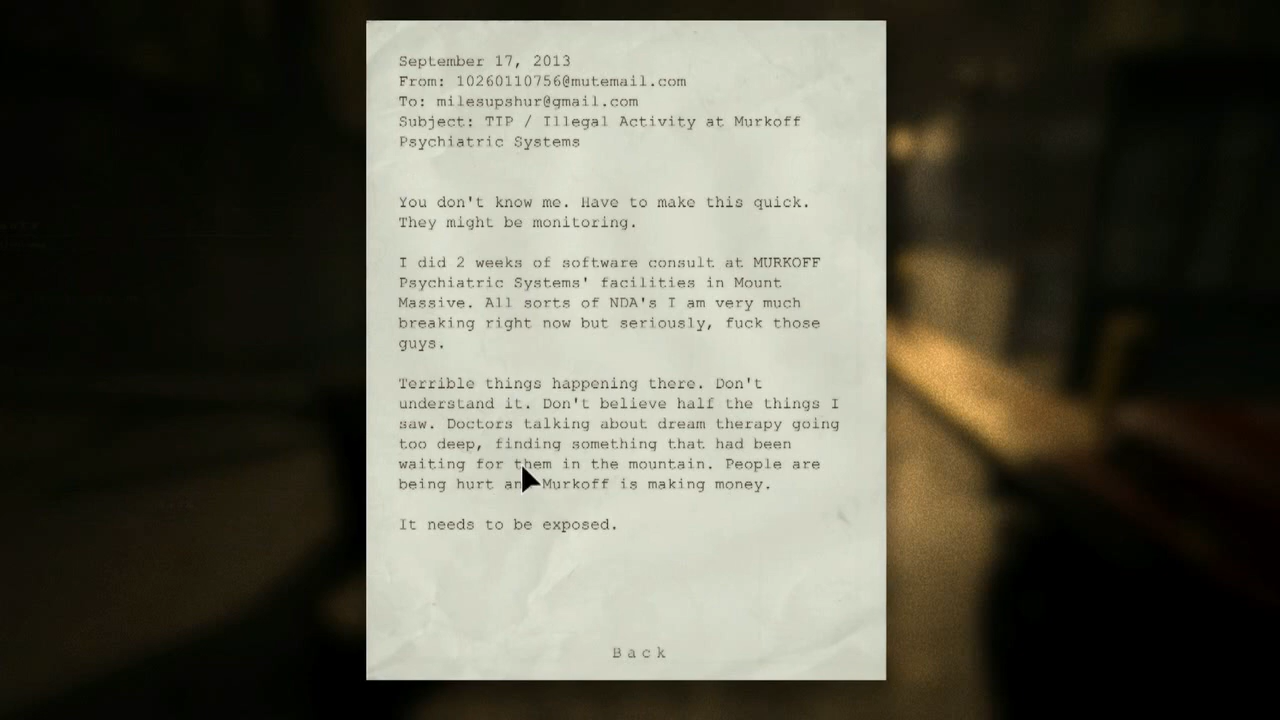 September 17, 2013
From: 10260110756@mutemail.com
To: milesupshur@gmail.com
Subject: TIP / Illegal Activity at Murkoff
Psychiatric Systems
You don't know me. Have to make this quick.
They might be monitoring.
I did 2 weeks of software consult at MURKOFF
Psychiatric Systems' facilities in Mount
Massive. All sorts of NDA's I am very much
breaking right now but seriously, fuck those
guys.
Terrible things happening there. Don't
understand it. Don't believe half the things I
saw. Doctors talking about dream therapy going
too deep, finding something that had been
waiting for them in the mountain. People are
being hurt and Murkoff is making money.
It needs to be exposed.
Back